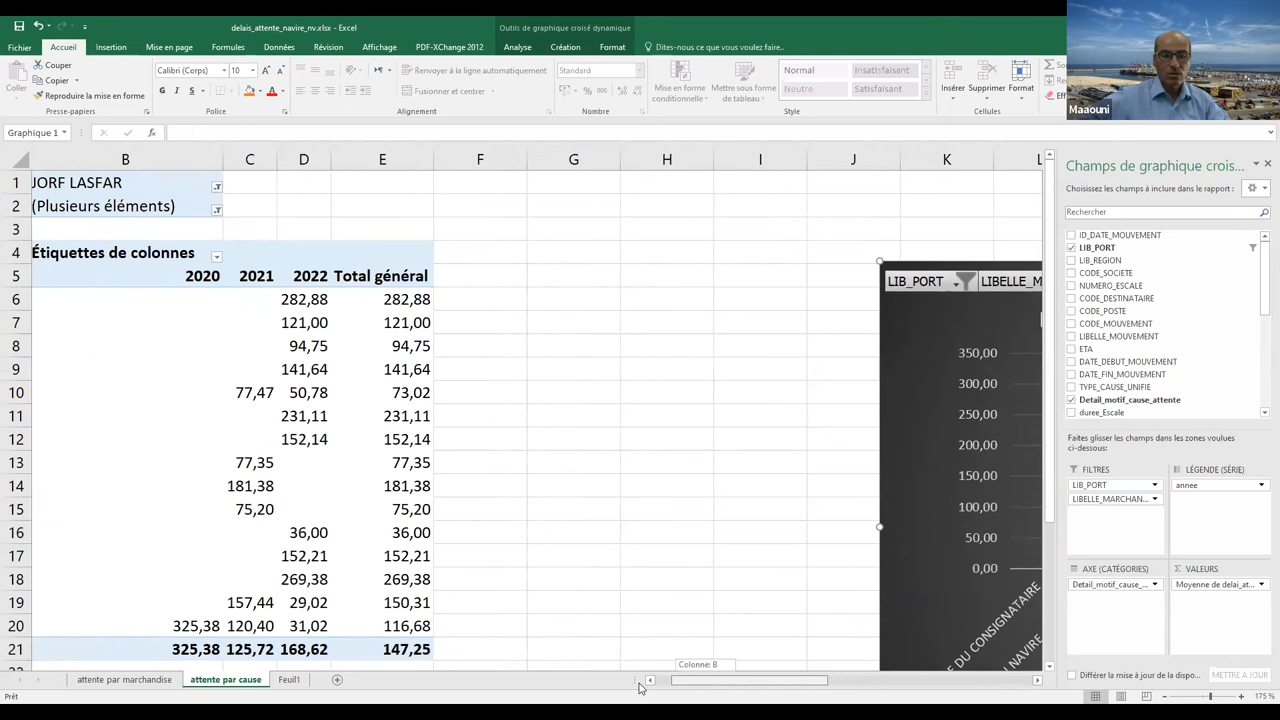 delais_attente_navire_nv.xlsx - Excel
Outils de graphique croisé dynamique
Fichier Accueil Insertion Mise en page Formules Données Révision Affichage PDF-XChange 2012 Analyse Création Format Dites-nous ce que vous voulez faire..
Coller
Couper
Copier
Reproduire la mise en forme
Presse-papiers
Calibri (Corps) 10
G I S
Police
Renvoyer à la ligne automatiquement
Fusionner et centrer
Alignement
Standard
% 000
Nombre
Mise en forme conditionnelle
Mettre sous forme de tableau
Normal Insatisfaisant
Neutre Satisfaisant
Style
Insérer Supprimer Format
Cellules
Maaouni
Graphique 1
fx
B C D E F G H I J K L
1 JORF LASFAR
2 (Plusieurs éléments)
3
4 Étiquettes de colonnes
5 2020 2021 2022 Total général
6 282,88 282,88
7 121,00 121,00
8 94,75 94,75
9 141,64 141,64
10 77,47 50,78 73,02
11 231,11 231,11
12 152,14 152,14
13 77,35 77,35
14 181,38 181,38
15 75,20 75,20
16 36,00 36,00
17 152,21 152,21
18 269,38 269,38
19 157,44 29,02 150,31
20 325,38 120,40 31,02 116,68
21 325,38 125,72 168,62 147,25
LIB_PORT LIBELLE_M
350,00
300,00
250,00
200,00
150,00
100,00
50,00
0,00
E DU CONSIGNATAIRE
N NAVIRE
Colonne: B
Champs de graphique crois...
Choisissez les champs à inclure dans le rapport :
Rechercher
ID_DATE_MOUVEMENT
LIB_PORT
LIB_REGION
CODE_SOCIETE
NUMERO_ESCALE
CODE_DESTINATAIRE
CODE_POSTE
CODE_MOUVEMENT
LIBELLE_MOUVEMENT
ETA
DATE_DEBUT_MOUVEMENT
DATE_FIN_MOUVEMENT
TYPE_CAUSE_UNIFIE
Detail_motif_cause_attente
duree_Escale
Faites glisser les champs dans les zones voulues
ci-dessous:
FILTRES
LIB_PORT
LIBELLE_MARCHAN...
LÉGENDE (SÉRIE)
annee
AXE (CATÉGORIES)
Detail_motif_cause_...
VALEURS
Moyenne de delai_at...
Différer la mise à jour de la dispo...
METTRE A JOUR
attente par marchandise attente par cause Feuil1
Prêt
175 %